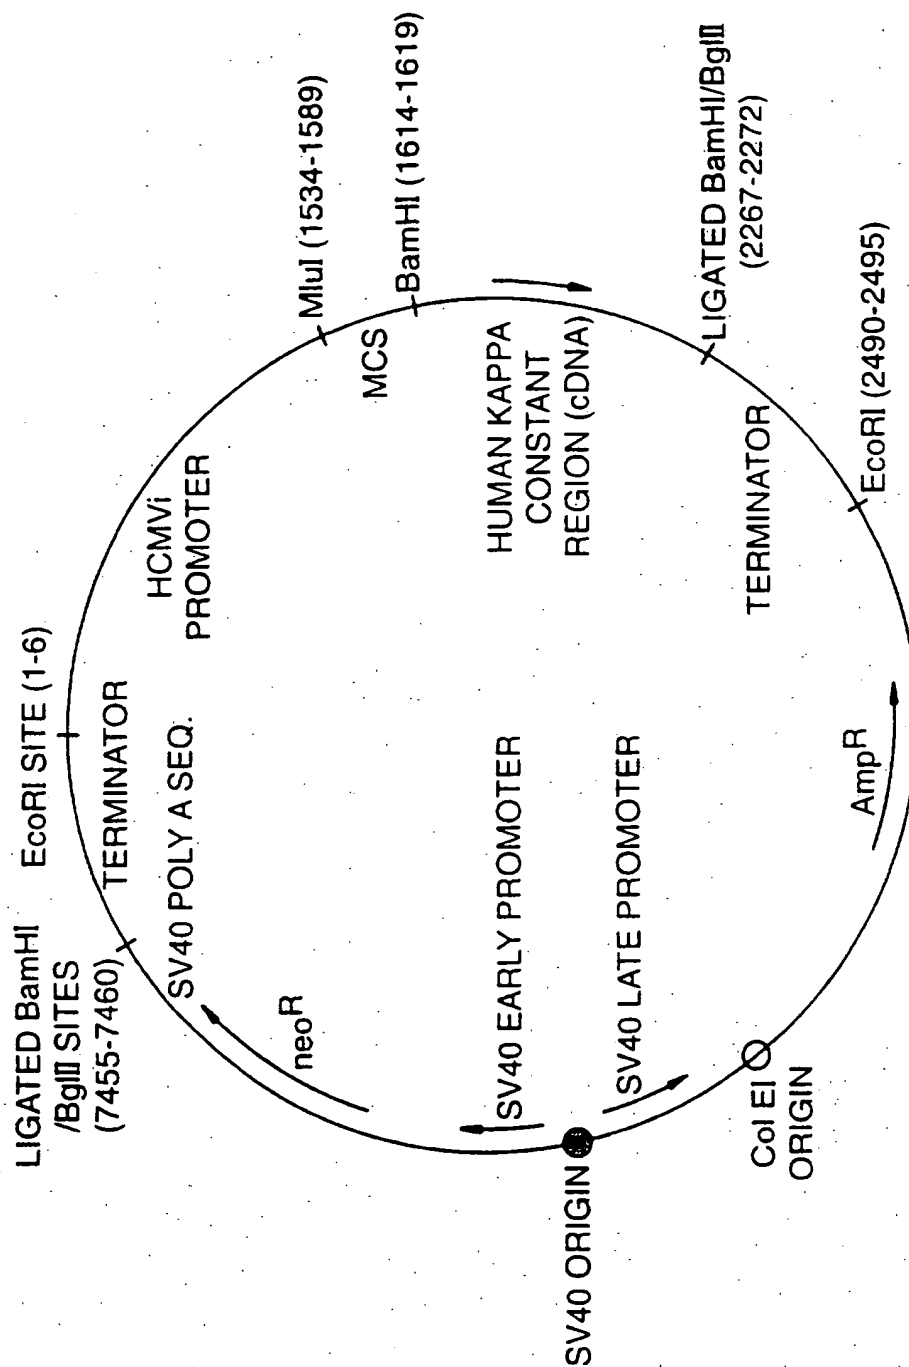 LIGATED BamHI
/BglII SITES
(7455-7460)
EcoRI SITE (1-6)
TERMINATOR
SV40 POLY A SEQ.
HCMVi
PROMOTER
MluI (1534-1589)
MCS
BamHI (1614-1619)
HUMAN KAPPA
CONSTANT
REGION (cDNA)
LIGATED BamHI/BglII
(2267-2272)
TERMINATOR
EcoRI (2490-2495)
AmpR
Col EI
ORIGIN
SV40 LATE PROMOTER
SV40 ORIGIN
SV40 EARLY PROMOTER
neoR